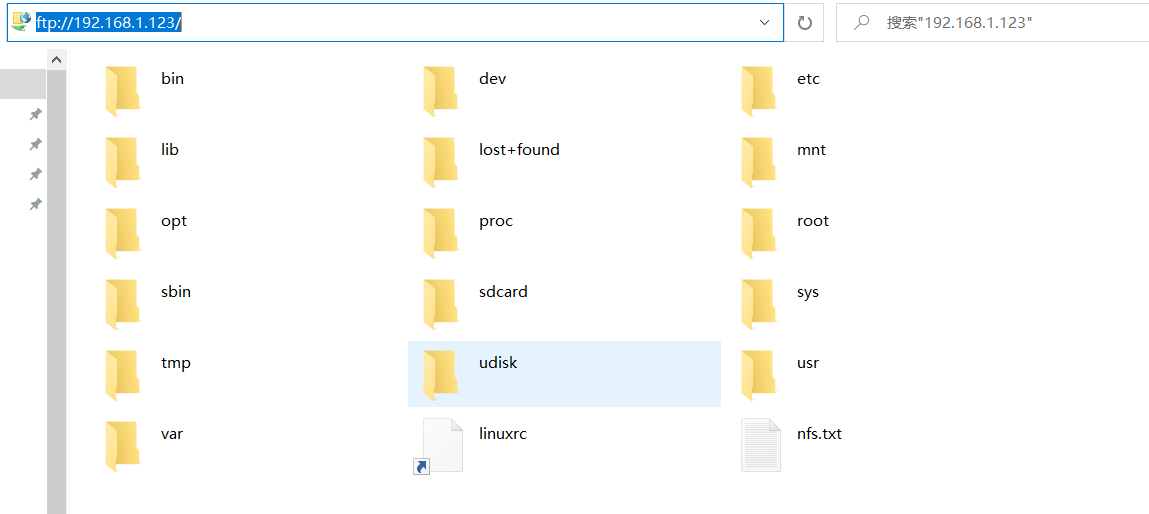 ftp://192.168.1.123/
搜索"192.168.1.123"
bin
dev
etc
lib
lost+found
mnt
opt
proc
root
sbin
sdcard
sys
tmp
udisk
usr
var
linuxrc
nfs.txt